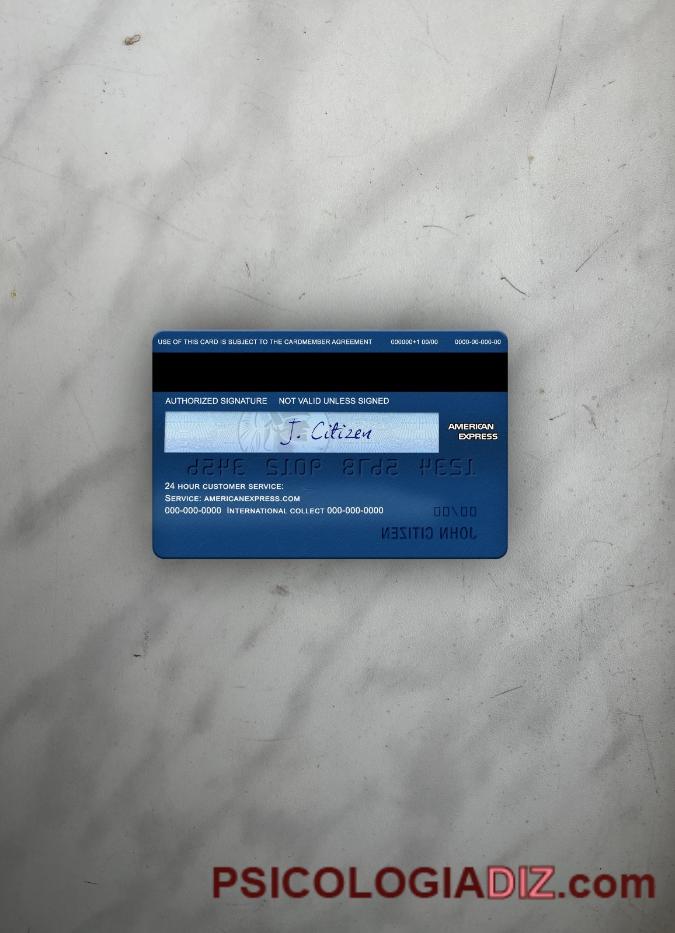 USE OF THIS CARD IS SUBJECT TO THE CARDMEMBER AGREEMENT 000000+1 00/00 0000-00-000-00
AUTHORIZED SIGNATURE NOT VALID UNLESS SIGNED
J. Citizen
AMERICAN
EXPRESS
1234 5678 9012 3456
24 HOUR CUSTOMER SERVICE:
SERVICE: AMERICANEXPRESS.COM
000-000-0000 INTERNATIONAL COLLECT 000-000-0000
00/00
JOHN CITIZEN
PSICOLOGIADIZ.com